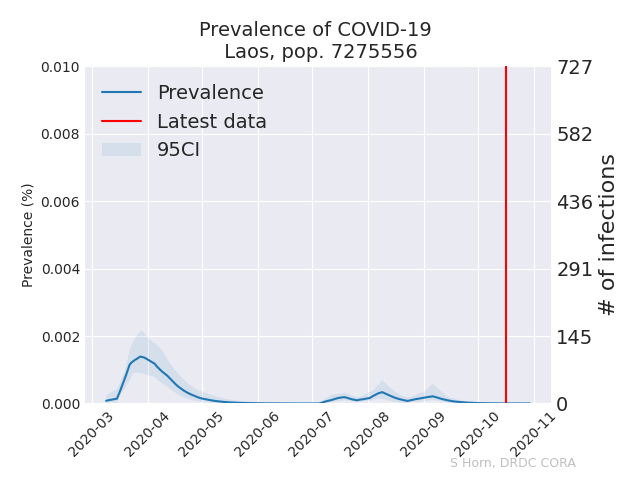 Prevalence of COVID-19
Laos, pop. 7275556
Prevalence
Latest data
95CI
0.010
0.008
0.006
0.004
0.002
0.000
Prevalence (%)
727
582
436
291
145
0
# of infections
2020-03
2020-04
2020-05
2020-06
2020-07
2020-08
2020-09
2020-10
2020-11
S Horn, DRDC CORA